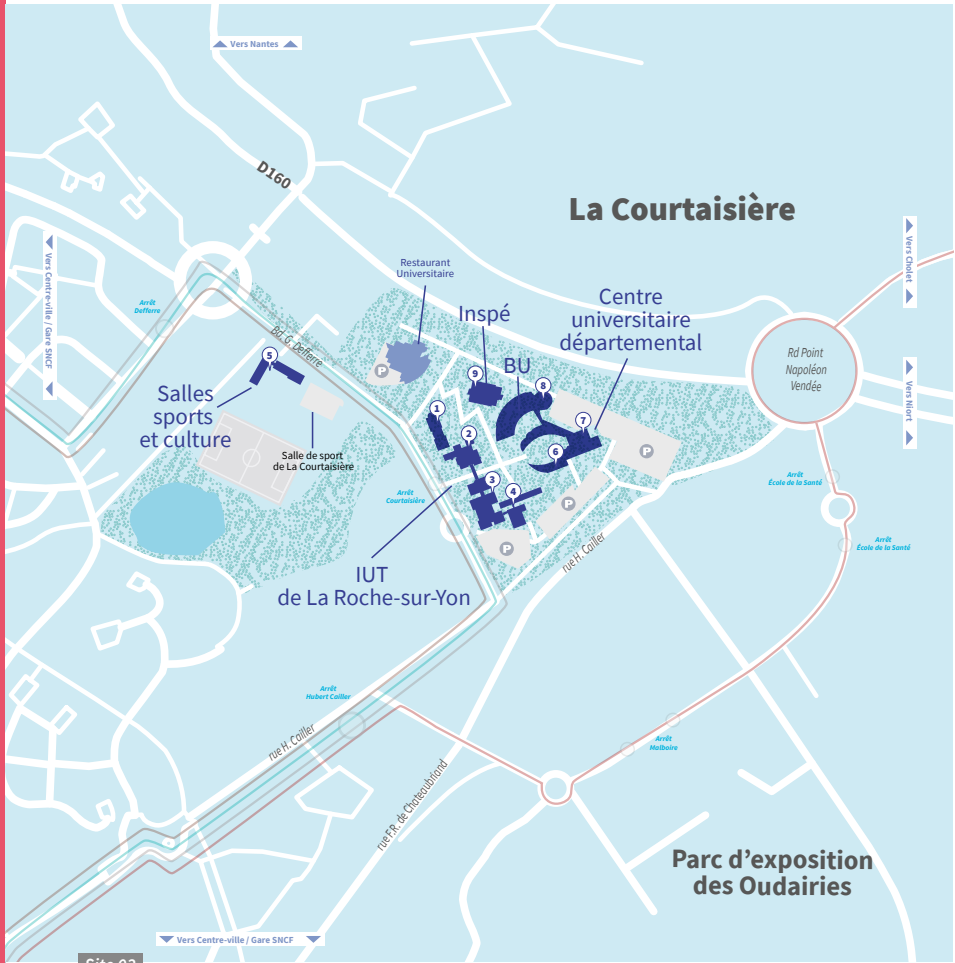 Vers Nantes
D160
La Courtaisière
Vers Cholet
Vers Centre-ville / Gare SNCF
Restaurant
Universitaire
Arrêt
Defferre
Bd. G. Defferre
Inspé
Centre
universitaire
départemental
Rd Point
Napoléon
Vendée
Vers Niort
BU
5
P
9
8
Salles
sports
et culture
1
2
7
6
P
Salle de sport
de La Courtaisière
3
4
P
Arrêt
École de la Santé
Arrêt
Courtaisière
P
rue H. Cailler
Arrêt
École de la Santé
IUT
de La Roche-sur-Yon
Arrêt
Hubert Cailler
rue H. Cailler
Arrêt
Malboire
rue F.R. de Chateaubriand
Parc d’exposition
des Oudairies
Vers Centre-ville / Gare SNCF